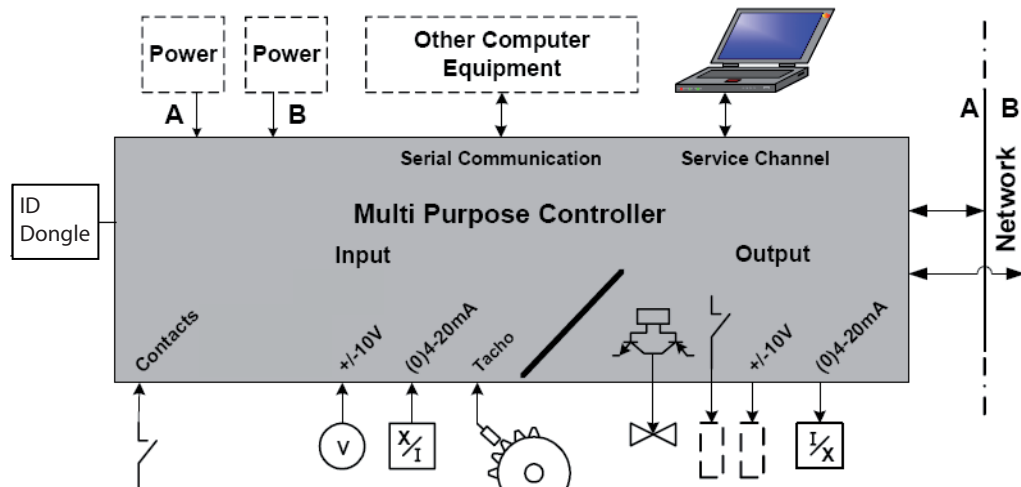 Power
Power
Other Computer
Equipment
A
B
A
B
Serial Communication
Service Channel
ID
Dongle
Multi Purpose Controller
Network
Input
Output
Contacts
+/-10V
(0)4-20mA
Tacho
+/-10V
(0)4-20mA
V
X/I
I/X